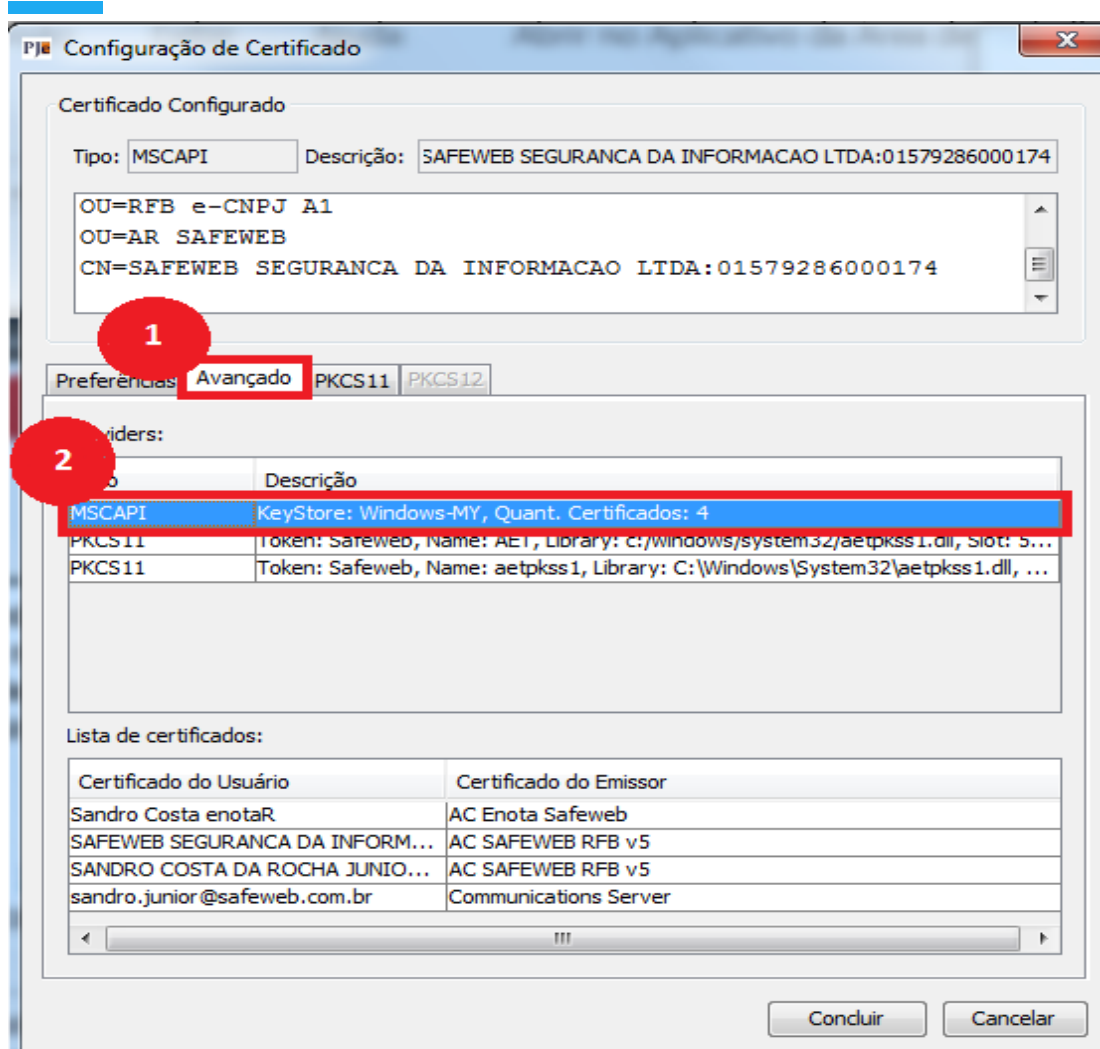 PJe Configuração de Certificado
Certificado Configurado
Tipo: MSCAPI Descrição: SAFEWEB SEGURANCA DA INFORMACAO LTDA:01579286000174
OU=RFB e-CNPJ A1
OU=AR SAFEWEB
CN=SAFEWEB SEGURANCA DA INFORMACAO LTDA:01579286000174
1
Preferências Avançado PKCS11 PKCS12
viders:
2
o Descrição
MSCAPI KeyStore: Windows-MY, Quant. Certificados: 4
PKCS11 Token: Safeweb, Name: AET, Library: c:/windows/system32/aetpkss1.dll, Slot: 5...
PKCS11 Token: Safeweb, Name: aetpkss1, Library: C:\Windows\System32\aetpkss1.dll, ...
Lista de certificados:
Certificado do Usuário Certificado do Emissor
Sandro Costa enotaR AC Enota Safeweb
SAFEWEB SEGURANCA DA INFORM... AC SAFEWEB RFB v5
SANDRO COSTA DA ROCHA JUNIO... AC SAFEWEB RFB v5
sandro.junior@safeweb.com.br Communications Server
Concluir Cancelar